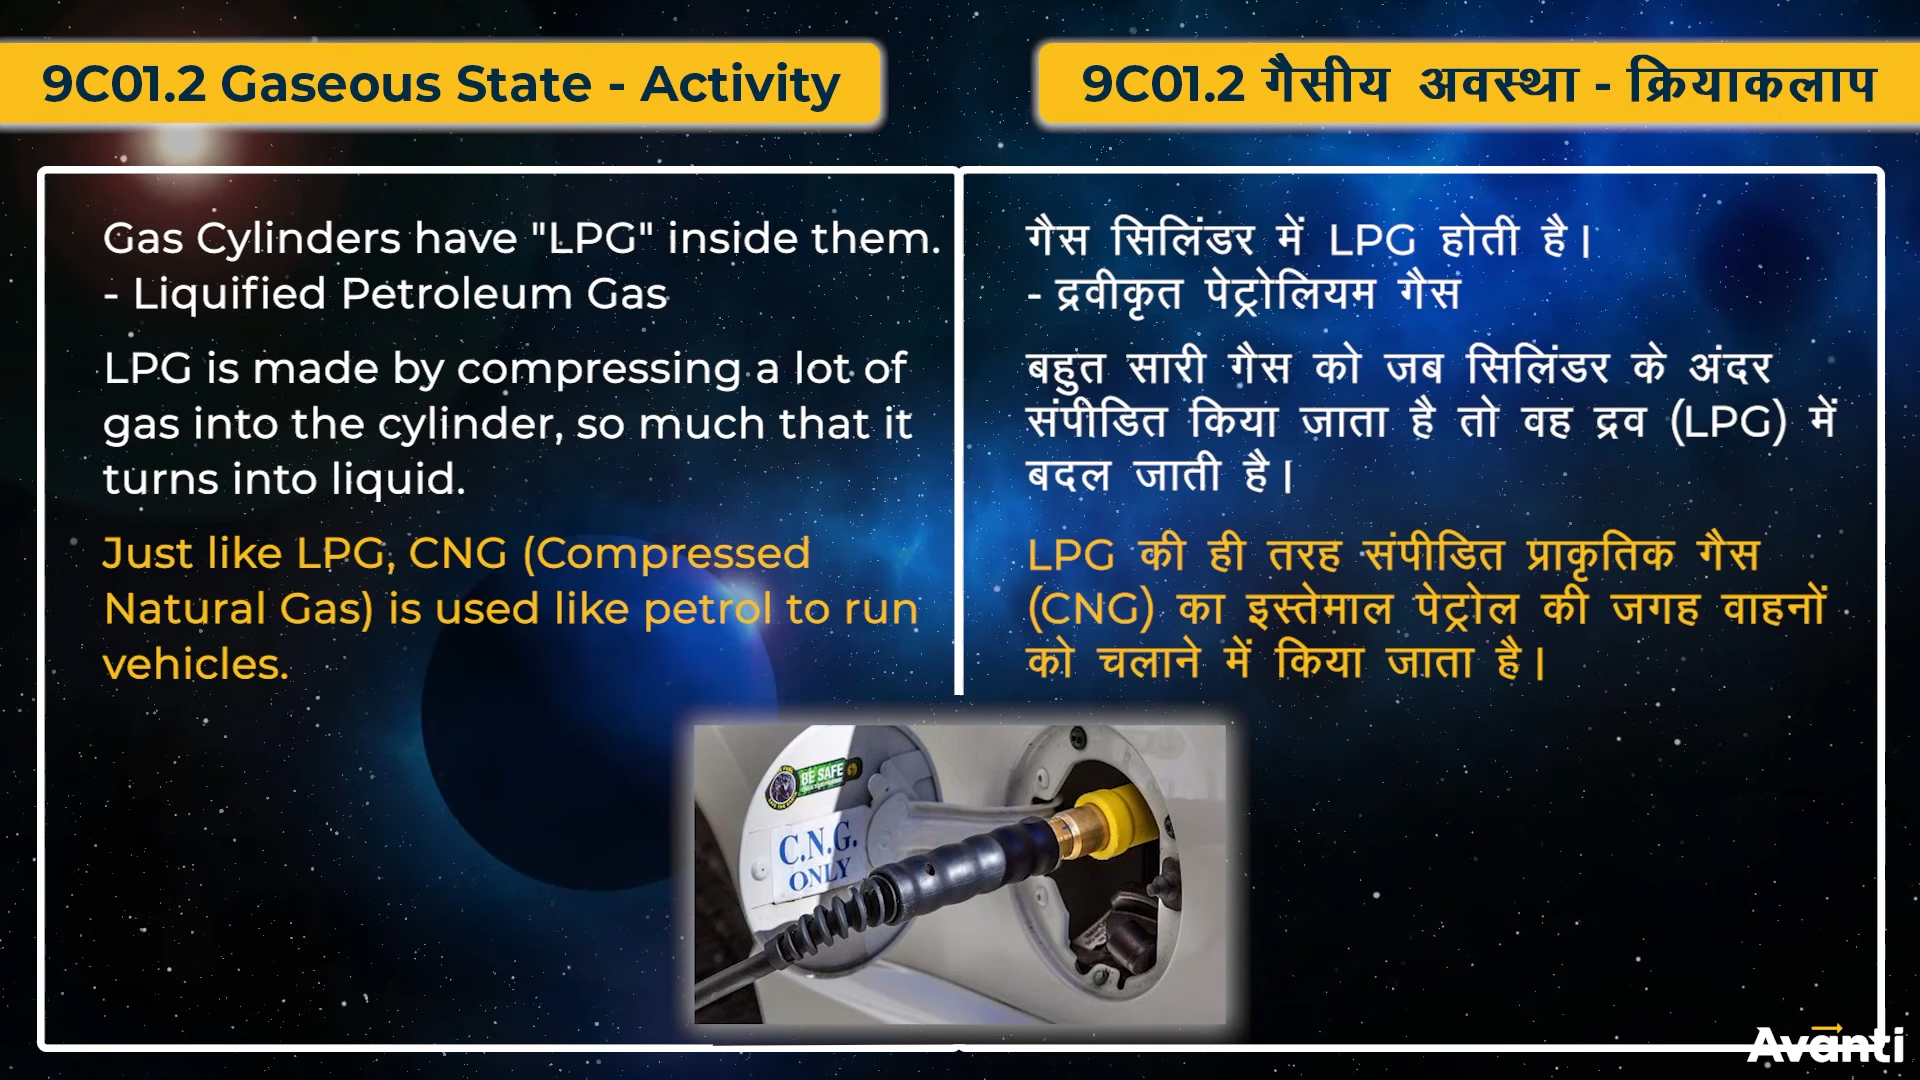 9C01.2 Gaseous State - Activity
9C01.2 गैसीय अवस्था - क्रियाकलाप
Gas Cylinders have "LPG" inside them.
- Liquified Petroleum Gas
LPG is made by compressing a lot of
gas into the cylinder, so much that it
turns into liquid.
Just like LPG, CNG (Compressed
Natural Gas) is used like petrol to run
vehicles.
गैस सिलिंडर में LPG होती है।
- द्रवीकृत पेट्रोलियम गैस
बहुत सारी गैस को जब सिलिंडर के अंदर
संपीडित किया जाता है तो वह द्रव (LPG) में
बदल जाती है।
LPG की ही तरह संपीडित प्राकृतिक गैस
(CNG) का इस्तेमाल पेट्रोल की जगह वाहनों
को चलाने में किया जाता है।
BE SAFE
C.N.G.
ONLY
Avanti